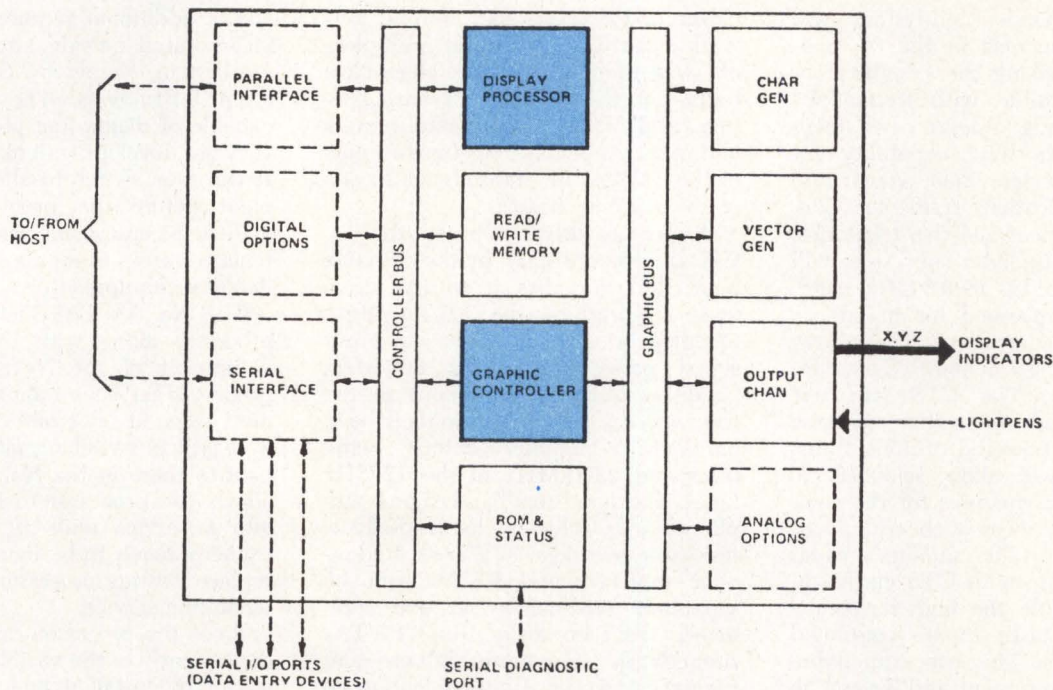 PARALLEL
INTERFACE
DISPLAY
PROCESSOR
CHAR
GEN
TO/FROM
HOST
DIGITAL OPTIONS
READ/
WRITE
MEMORY
VECTOR
GEN
CONTROLLER BUS
GRAPHIC BUS
SERIAL
INTERFACE
GRAPHIC
CONTROLLER
OUTPUT
CHAN
X,Y,Z
DISPLAY
INDICATORS
LIGHTPENS
ROM &
STATUS
ANALOG
OPTIONS
SERIAL I/O PORTS
(DATA ENTRY DEVICES)
SERIAL DIAGNOSTIC
PORT